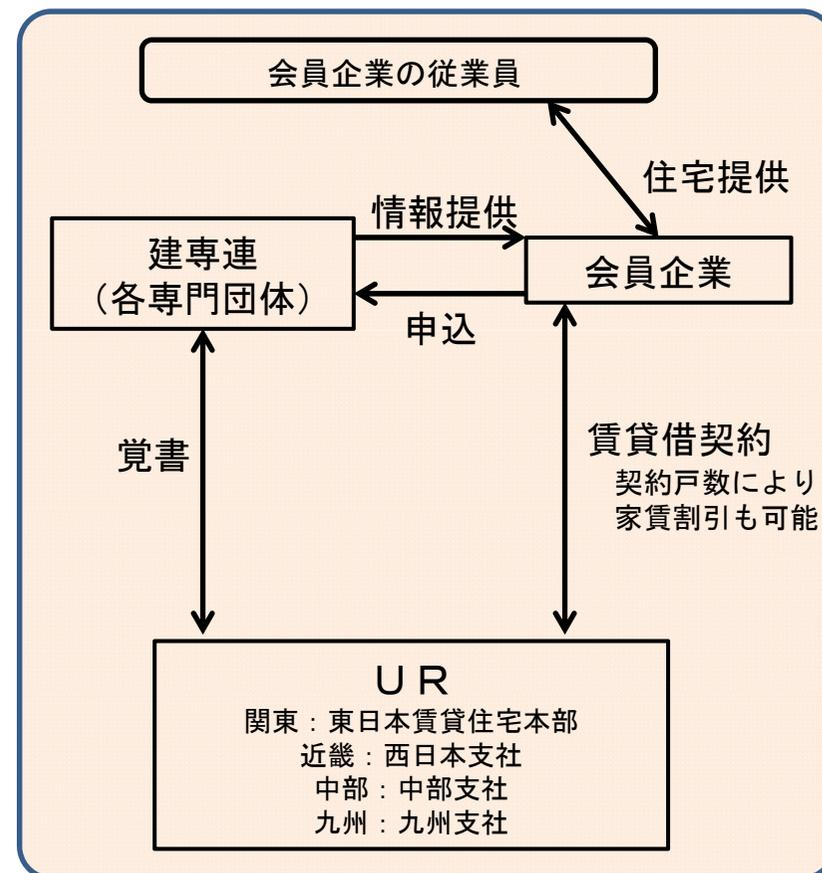 会員企業の従業員
住宅提供
情報提供
建専連
（各専門団体）
会員企業
申込
覚書
賃貸借契約
契約戸数により
家賃割引も可能
ＵＲ
関東：東日本賃貸住宅本部
近畿：西日本支社
中部：中部支社
九州：九州支社